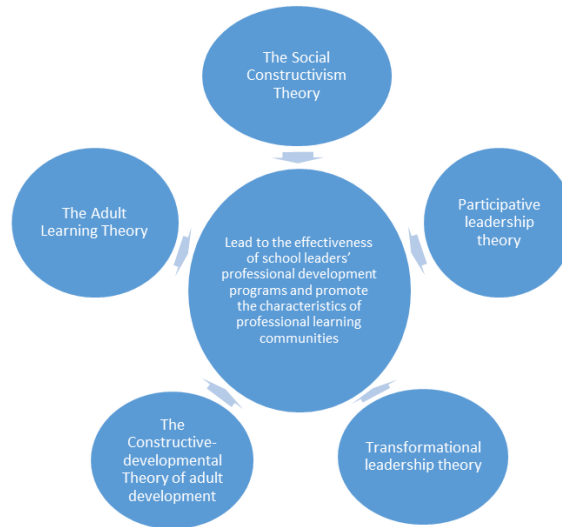 The Social
Constructivism
Theory
The Adult
Learning Theory
Participative
leadership
theory
Lead to the effectiveness
of school leaders’
professional development
programs and promote
the characteristics of
professional learning
communities
The
Constructive-
developmental
Theory of adult
development
Transformational
leadership theory